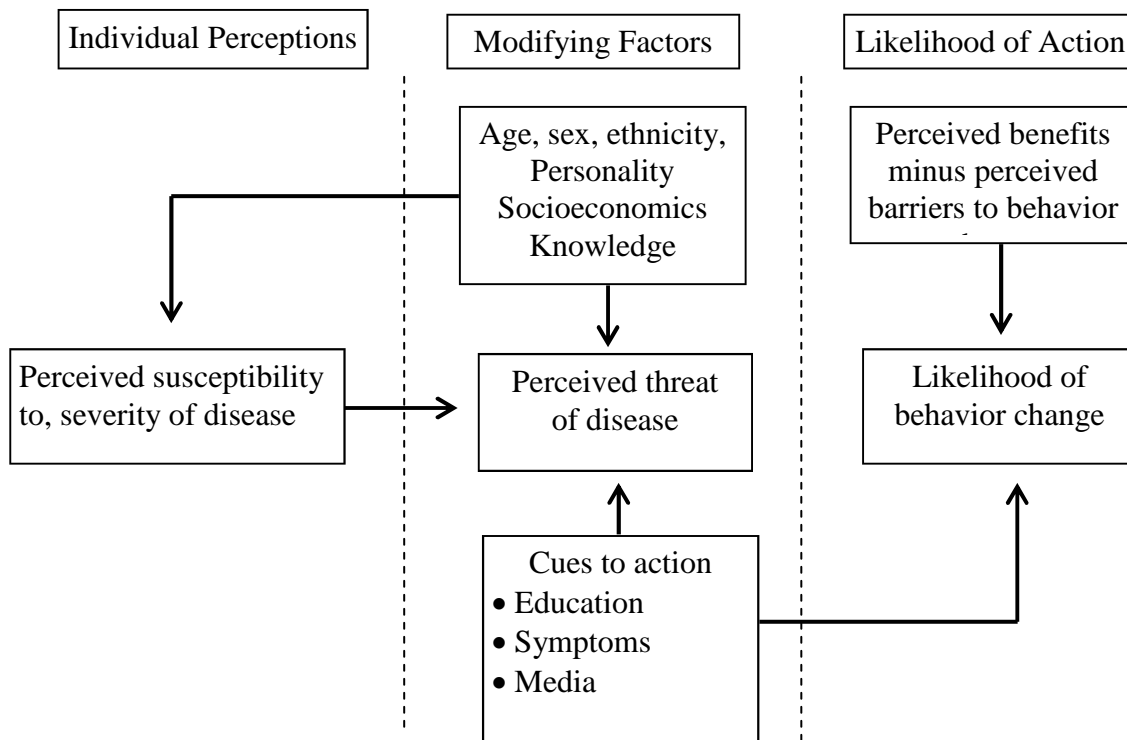 Individual Perceptions
Modifying Factors
Likelihood of Action
Age, sex, ethnicity,
Personality
Socioeconomics
Knowledge
Perceived benefits
minus perceived
barriers to behavior
Perceived susceptibility
to, severity of disease
Perceived threat
of disease
Likelihood of
behavior change
Cues to action
• Education
• Symptoms
• Media